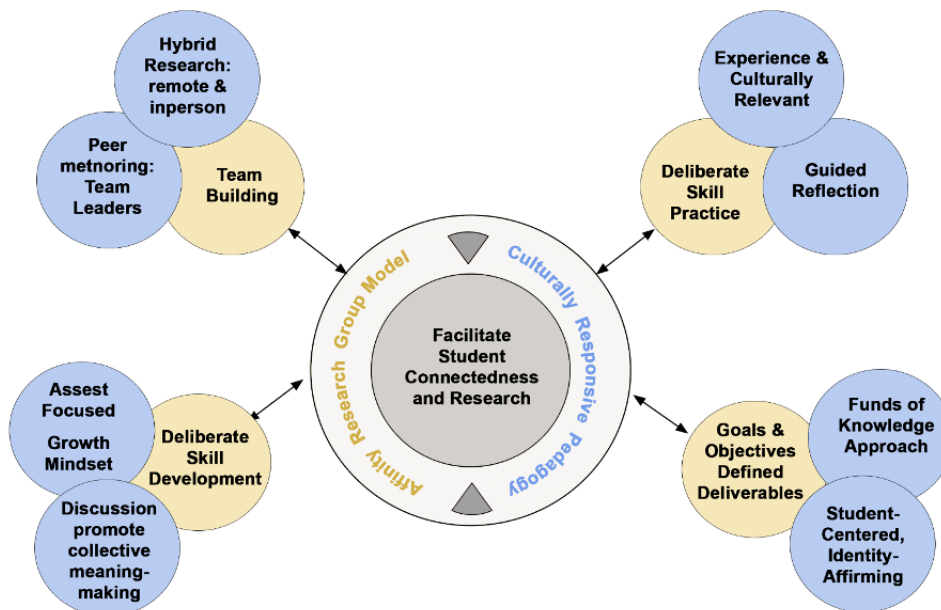 Hybrid
Research:
remote &
inperson
Peer
metnoring:
Team
Leaders
Team
Building
Experience &
Culturally
Relevant
Deliberate
Skill
Practice
Guided
Reflection
Affinity Research Group Model
Culturally Responsive Pedagogy
Facilitate
Student
Connectedness
and Research
Assest
Focused
Growth
Mindset
Deliberate
Skill
Development
Discussion
promote
collective
meaning-
making
Goals &
Objectives
Defined
Deliverables
Funds of
Knowledge
Approach
Student-
Centered,
Identity-
Affirming